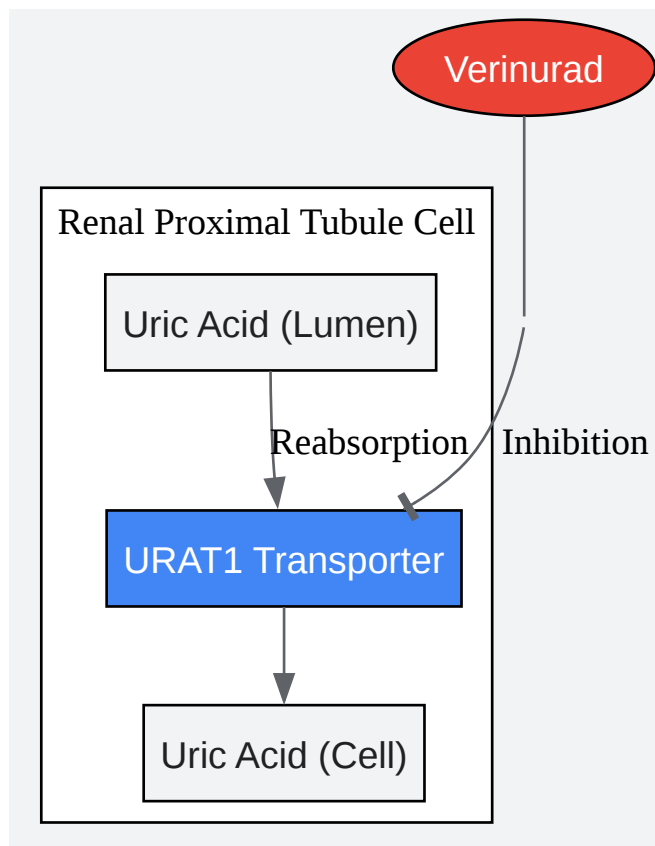 Verinurad
Renal Proximal Tubule Cell
Uric Acid (Lumen)
Reabsorption
Inhibition
URAT1 Transporter
Uric Acid (Cell)